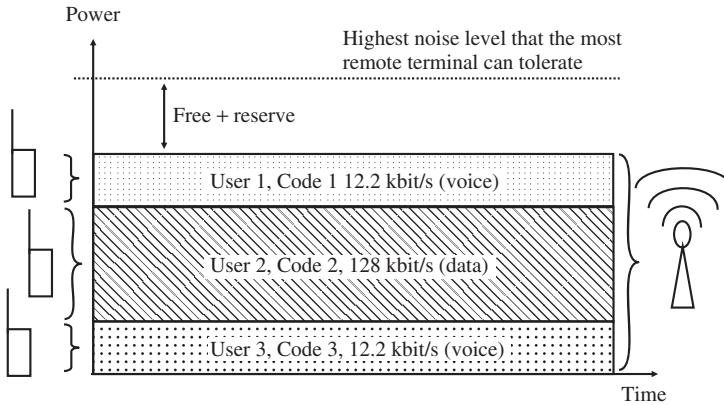 Power
Highest noise level that the most
remote terminal can tolerate
Free + reserve
User 1, Code 1 12.2 kbit/s (voice)
User 2, Code 2, 128 kbit/s (data)
User 3, Code 3, 12.2 kbit/s (voice)
Time